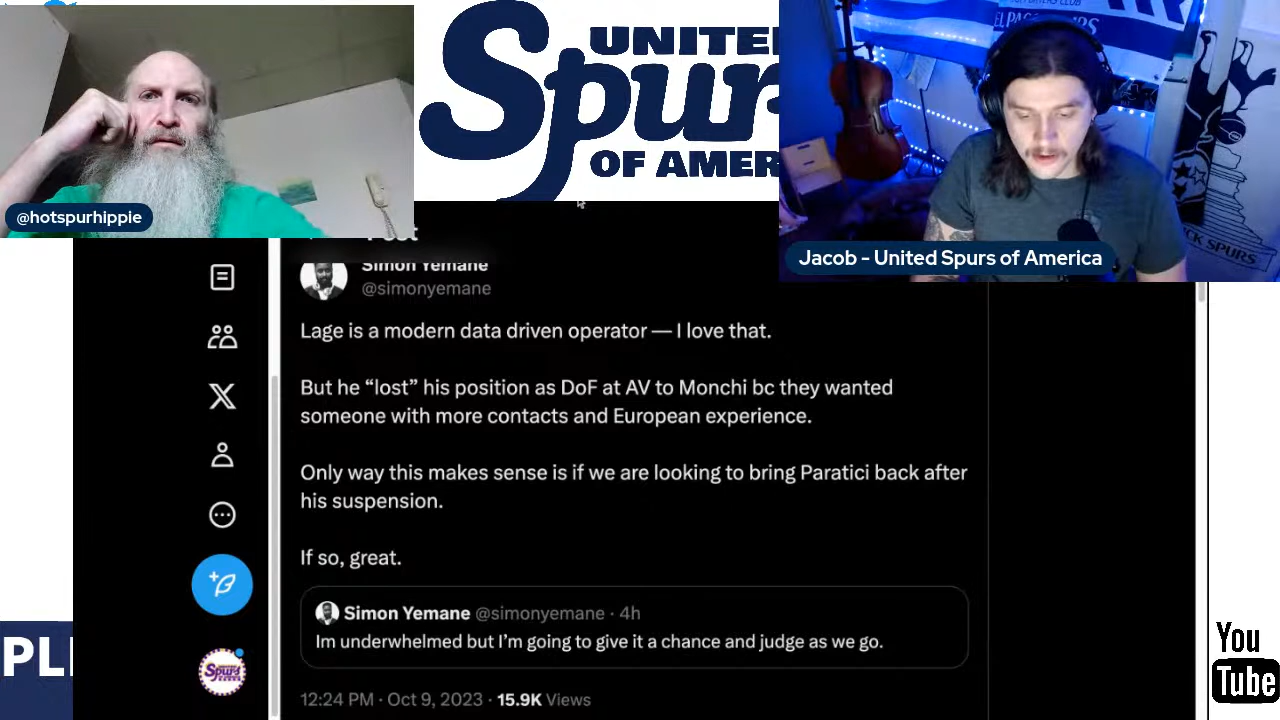 UNITE
Spur
OF AMER
@hotspurhippie
Jacob - United Spurs of America
CK SPURS
Simon Yemane
@simonyemane
Lage is a modern data driven operator — I love that.
But he “lost” his position as DoF at AV to Monchi bc they wanted
someone with more contacts and European experience.
Only way this makes sense is if we are looking to bring Paratici back after
his suspension.
If so, great.
Simon Yemane @simonyemane · 4h
Im underwhelmed but I’m going to give it a chance and judge as we go.
12:24 PM · Oct 9, 2023 · 15.9K Views
PL
Spurs
You
Tube